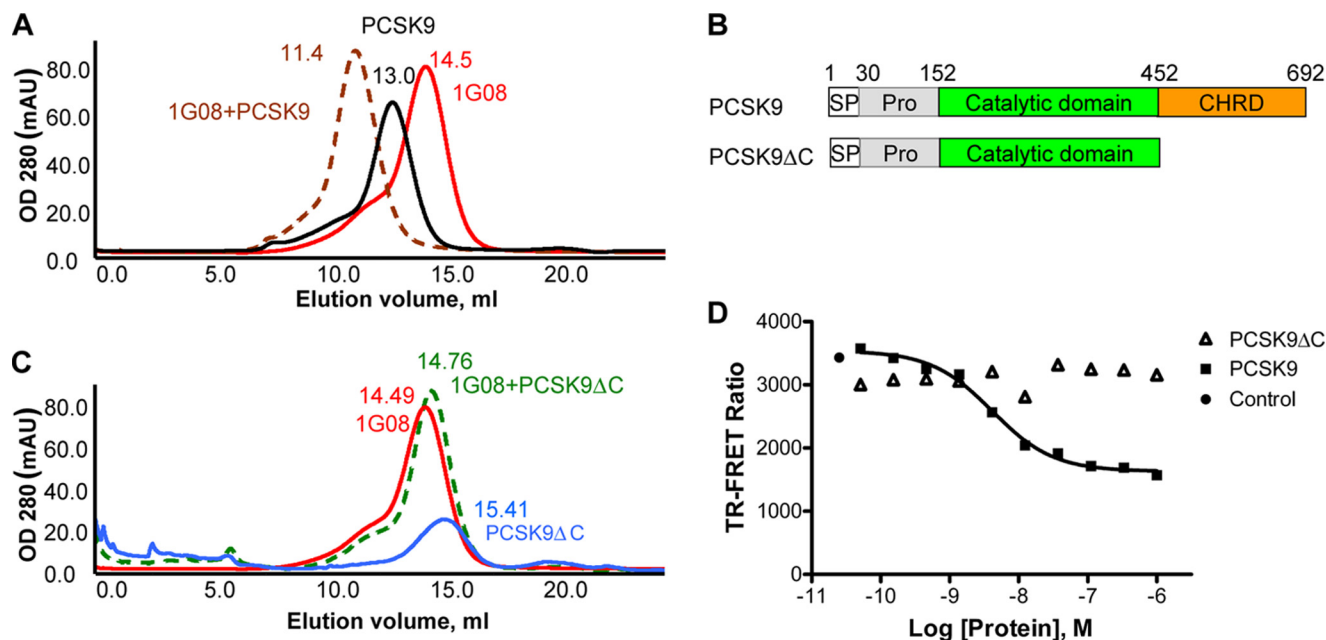 A
PCSK9
11.4
13.0
14.5
1G08
1G08+PCSK9
80.0
60.0
40.0
20.0
0.0
OD 280 (mAU)
0.0 5.0 10.0 15.0 20.0
Elution volume, ml
B
1 30 152 452 692
PCSK9 SP Pro Catalytic domain CHRD
PCSK9ΔC SP Pro Catalytic domain
C
14.76
1G08+PCSK9ΔC
14.49
1G08
15.41
PCSK9ΔC
80.0
60.0
40.0
20.0
0.0
OD 280 (mAU)
0.0 5.0 10.0 15.0 20.0
Elution volume, ml
D
4000
3000
2000
1000
0
TR-FRET Ratio
-11 -10 -9 -8 -7 -6
Log [Protein], M
PCSK9ΔC
PCSK9
Control